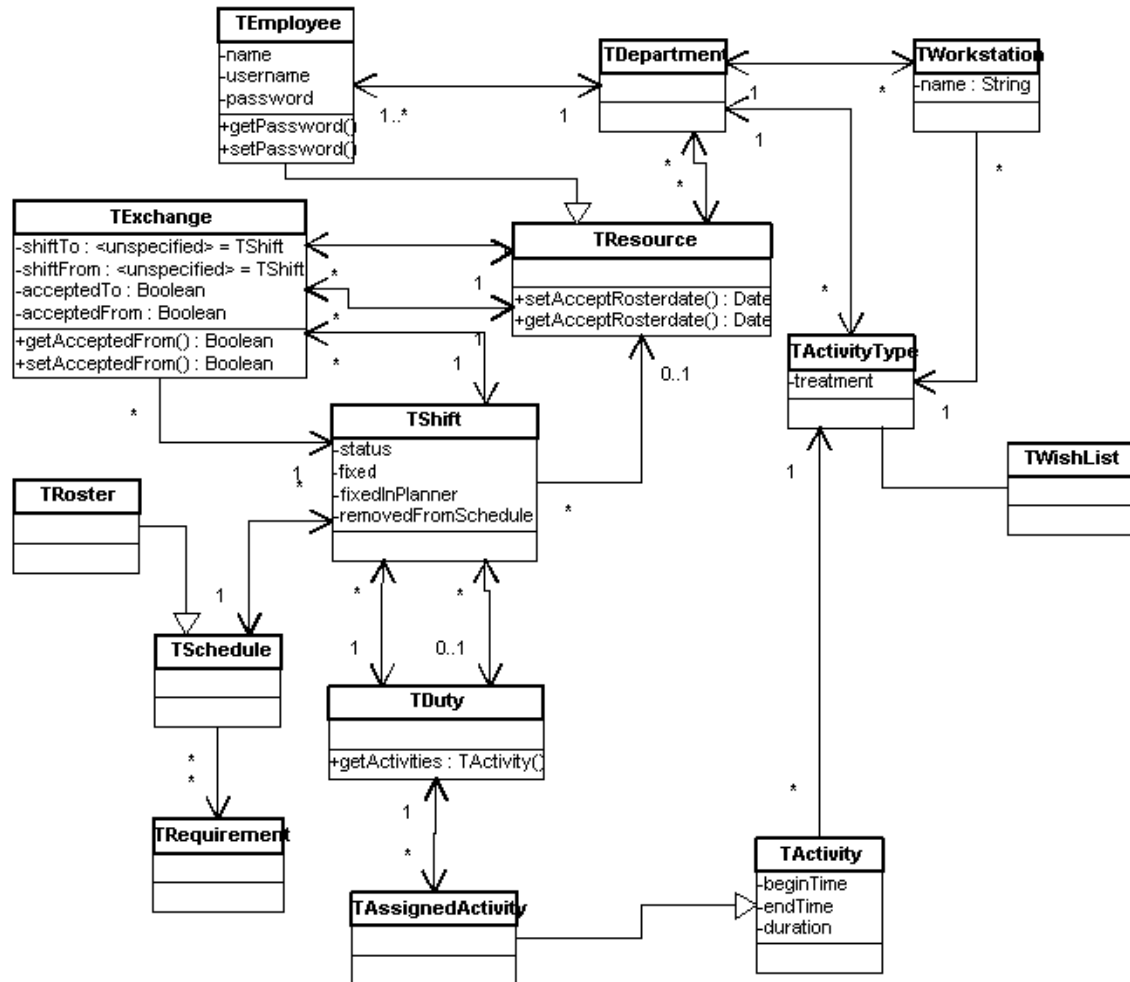 TEmployee
-name
-username
-password
+getPassword()
+setPassword()
TDepartment
TWorkstation
-name : String
1..*
1
1
*
1
*
*
*
TExchange
-shiftTo : <unspecified> = TShift
-shiftFrom : <unspecified> = TShift
-acceptedTo : Boolean
-acceptedFrom : Boolean
+getAcceptedFrom() : Boolean
+setAcceptedFrom() : Boolean
TResource
+setAcceptRosterdate() : Date
+getAcceptRosterdate() : Date
*
1
*
1
*
1
0..1
*
TActivityType
-treatment
1
*
1
TShift
-status
-fixed
-fixedInPlanner
-removedFromSchedule
1
*
*
TWishList
TRoster
1
*
*
1
0..1
TSchedule
TDuty
+getActivities : TActivity()
*
*
1
*
*
TRequirement
TActivity
-beginTime
-endTime
-duration
TAssignedActivity